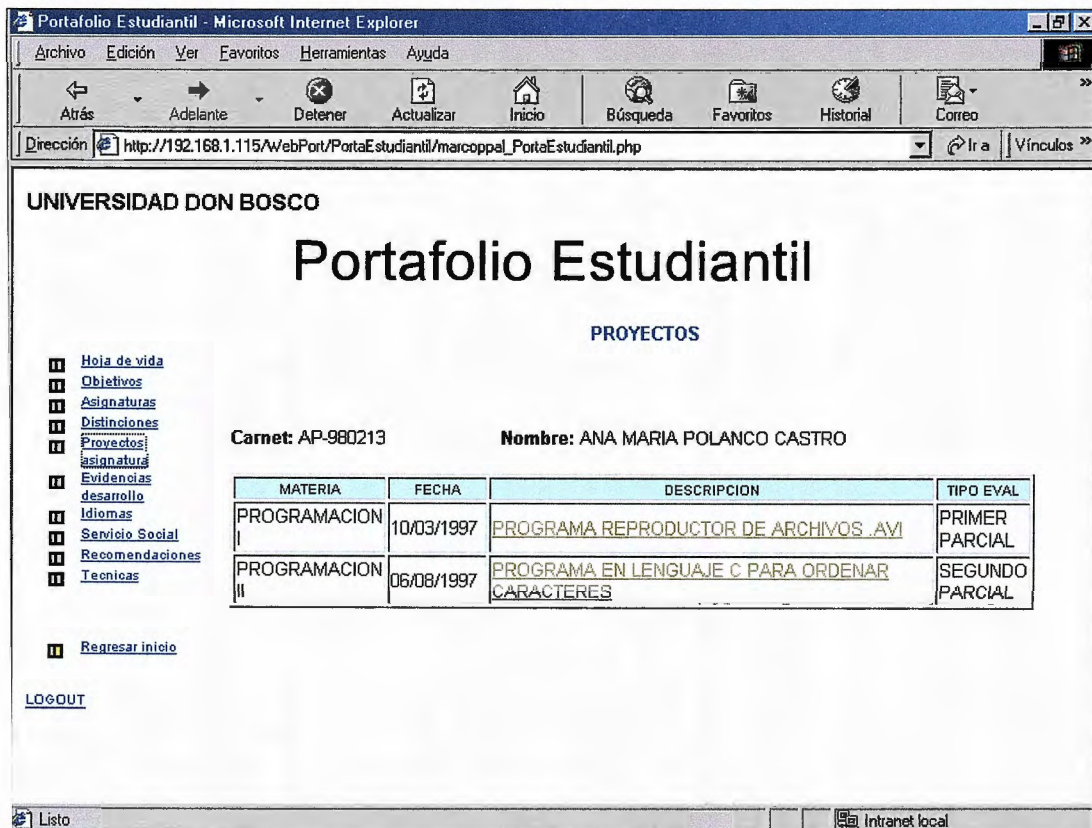 Portafolio Estudiantil - Microsoft Internet Explorer
Archivo Edición Ver Favoritos Herramientas Ayuda
Atrás Adelante Detener Actualizar Inicio Búsqueda Favoritos Historial Correo »
Dirección http://192.168.1.115/WebPort/PortaEstudiantil/marcoppal_PortaEstudiantil.php Ir a Vínculos »
UNIVERSIDAD DON BOSCO
Portafolio Estudiantil
PROYECTOS
Hoja de vida
Objetivos
Asignaturas
Distinciones
Proyectos
asignatura
Evidencias
desarrollo
Idiomas
Servicio Social
Recomendaciones
Tecnicas
Regresar inicio
LOGOUT
Carnet: AP-980213 Nombre: ANA MARIA POLANCO CASTRO
MATERIA FECHA DESCRIPCION TIPO EVAL
PROGRAMACION I 10/03/1997 PROGRAMA REPRODUCTOR DE ARCHIVOS .AVI PRIMER PARCIAL
PROGRAMACION II 06/08/1997 PROGRAMA EN LENGUAJE C PARA ORDENAR CARACTERES SEGUNDO PARCIAL
Listo Intranet local